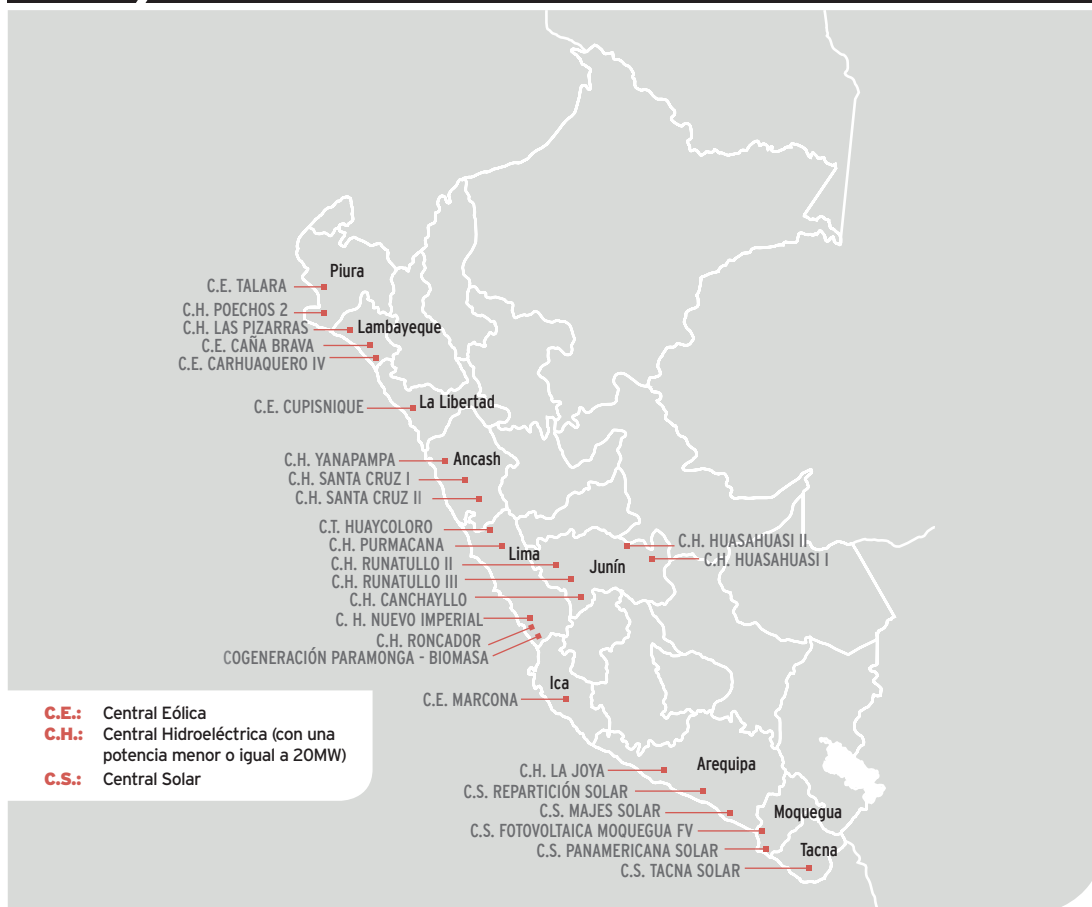 Piura
C.E. TALARA
C.H. POECHOS 2
C.H. LAS PIZARRAS
Lambayeque
C.E. CAÑA BRAVA
C.E. CARHUAQUERO IV
C.E. CUPISNIQUE
La Libertad
C.H. YANAPAMPA
Ancash
C.H. SANTA CRUZ I
C.H. SANTA CRUZ II
C.T. HUAYCOLORO
C.H. PURMACANA
Lima
C.H. HUASAHUASI II
C.H. HUASAHUASI I
C.H. RUNATULLO II
Junín
C.H. RUNATULLO III
C.H. CANCHAYLLO
C. H. NUEVO IMPERIAL
C.H. RONCADOR
COGENERACIÓN PARAMONGA - BIOMASA
Ica
C.E. MARCONA
C.E.: Central Eólica
C.H.: Central Hidroeléctrica (con una
potencia menor o igual a 20MW)
C.S.: Central Solar
Arequipa
C.H. LA JOYA
C.S. REPARTICIÓN SOLAR
C.S. MAJES SOLAR
Moquegua
C.S. FOTOVOLTAICA MOQUEGUA FV
C.S. PANAMERICANA SOLAR
Tacna
C.S. TACNA SOLAR